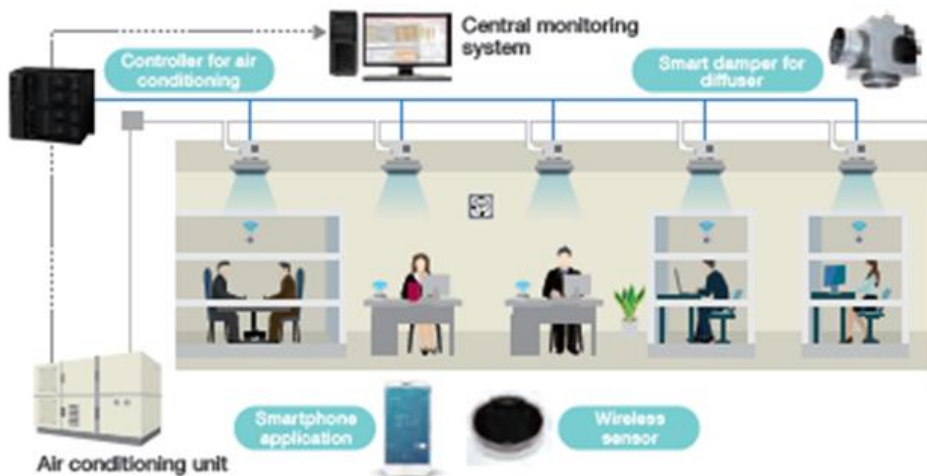 Central monitoring
system
Controller for air
conditioning
Smart damper for
diffuser
Smartphone
application
Wireless
sensor
Air conditioning unit